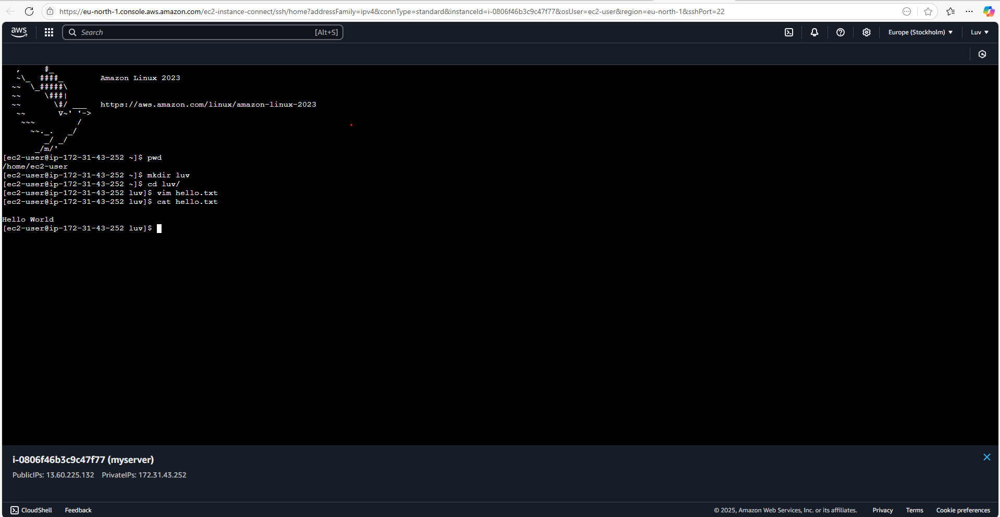 https://eu-north-1.console.aws.amazon.com/ec2-instance-connect/ssh/home?addressFamily=ipv4&connType=standard&instanceId=i-0806f46b3c9c47f77&osUser=ec2-user&region=eu-north-1&sshPort=22
aws Search [Alt+S] Europe (Stockholm) Luv
   ,     #_
   ~\_  ####_        Amazon Linux 2023
  ~~  \_#####\
  ~~     \###|
  ~~       \#/ ___   https://aws.amazon.com/linux/amazon-linux-2023
   ~~       V~' '->
    ~~~         /
      ~~._.   _/
         _/ _/
       _/m/'
[ec2-user@ip-172-31-43-252 ~]$ pwd
/home/ec2-user
[ec2-user@ip-172-31-43-252 ~]$ mkdir luv
[ec2-user@ip-172-31-43-252 ~]$ cd luv/
[ec2-user@ip-172-31-43-252 luv]$ vim hello.txt
[ec2-user@ip-172-31-43-252 luv]$ cat hello.txt
Hello World
[ec2-user@ip-172-31-43-252 luv]$
i-0806f46b3c9c47f77 (myserver)
PublicIPs: 13.60.225.132 PrivateIPs: 172.31.43.252
CloudShell Feedback © 2025, Amazon Web Services, Inc. or its affiliates. Privacy Terms Cookie preferences